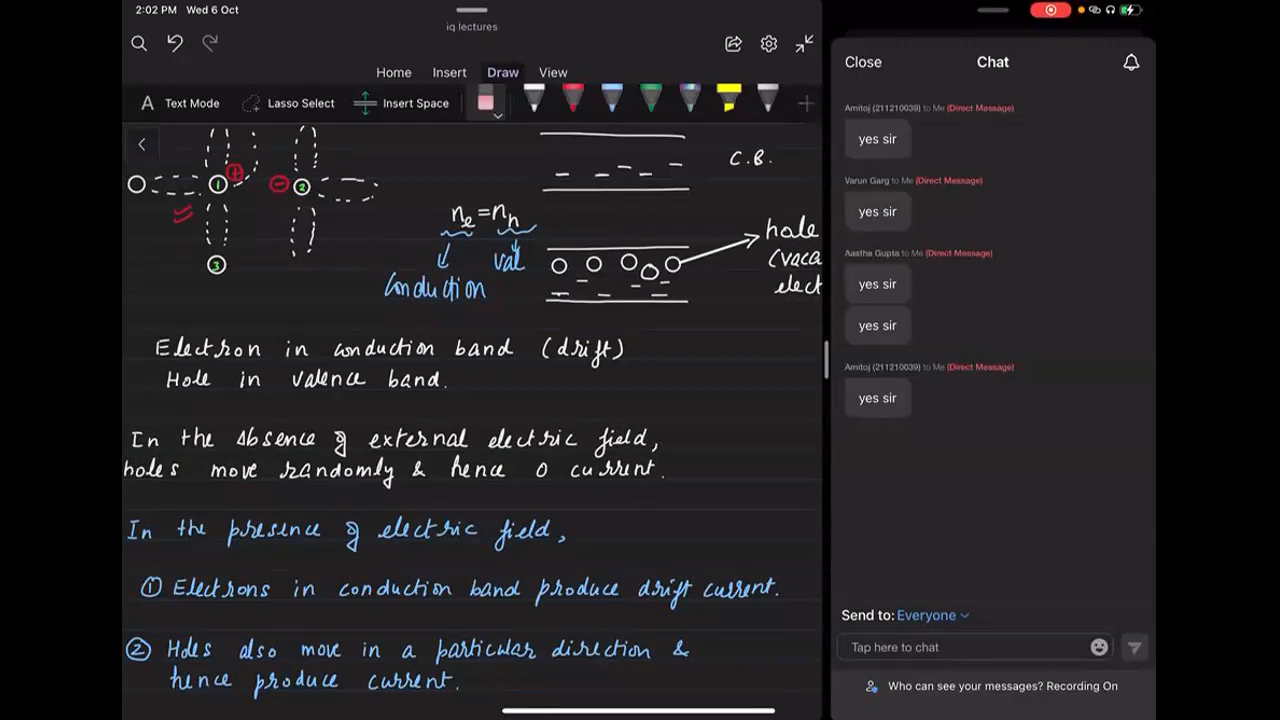 2:02 PM Wed 6 Oct
iq lectures
Home Insert Draw View
Text Mode Lasso Select Insert Space
+
1
-
2
3
C.B.
ne = nh
conduction
val
hole
(vaca
elect
Electron in conduction band (drift)
Hole in valence band.
In the absence of external electric field,
holes move randomly & hence 0 current.
In the presence of electric field,
① Electrons in conduction band produce drift current.
② Holes also move in a particular direction &
hence produce current.
Close Chat
Amitoj (211210039) to Me (Direct Message)
yes sir
Varun Garg to Me (Direct Message)
yes sir
Aastha Gupta to Me (Direct Message)
yes sir
yes sir
Amitoj (211210039) to Me (Direct Message)
yes sir
Send to: Everyone
Tap here to chat
Who can see your messages? Recording On